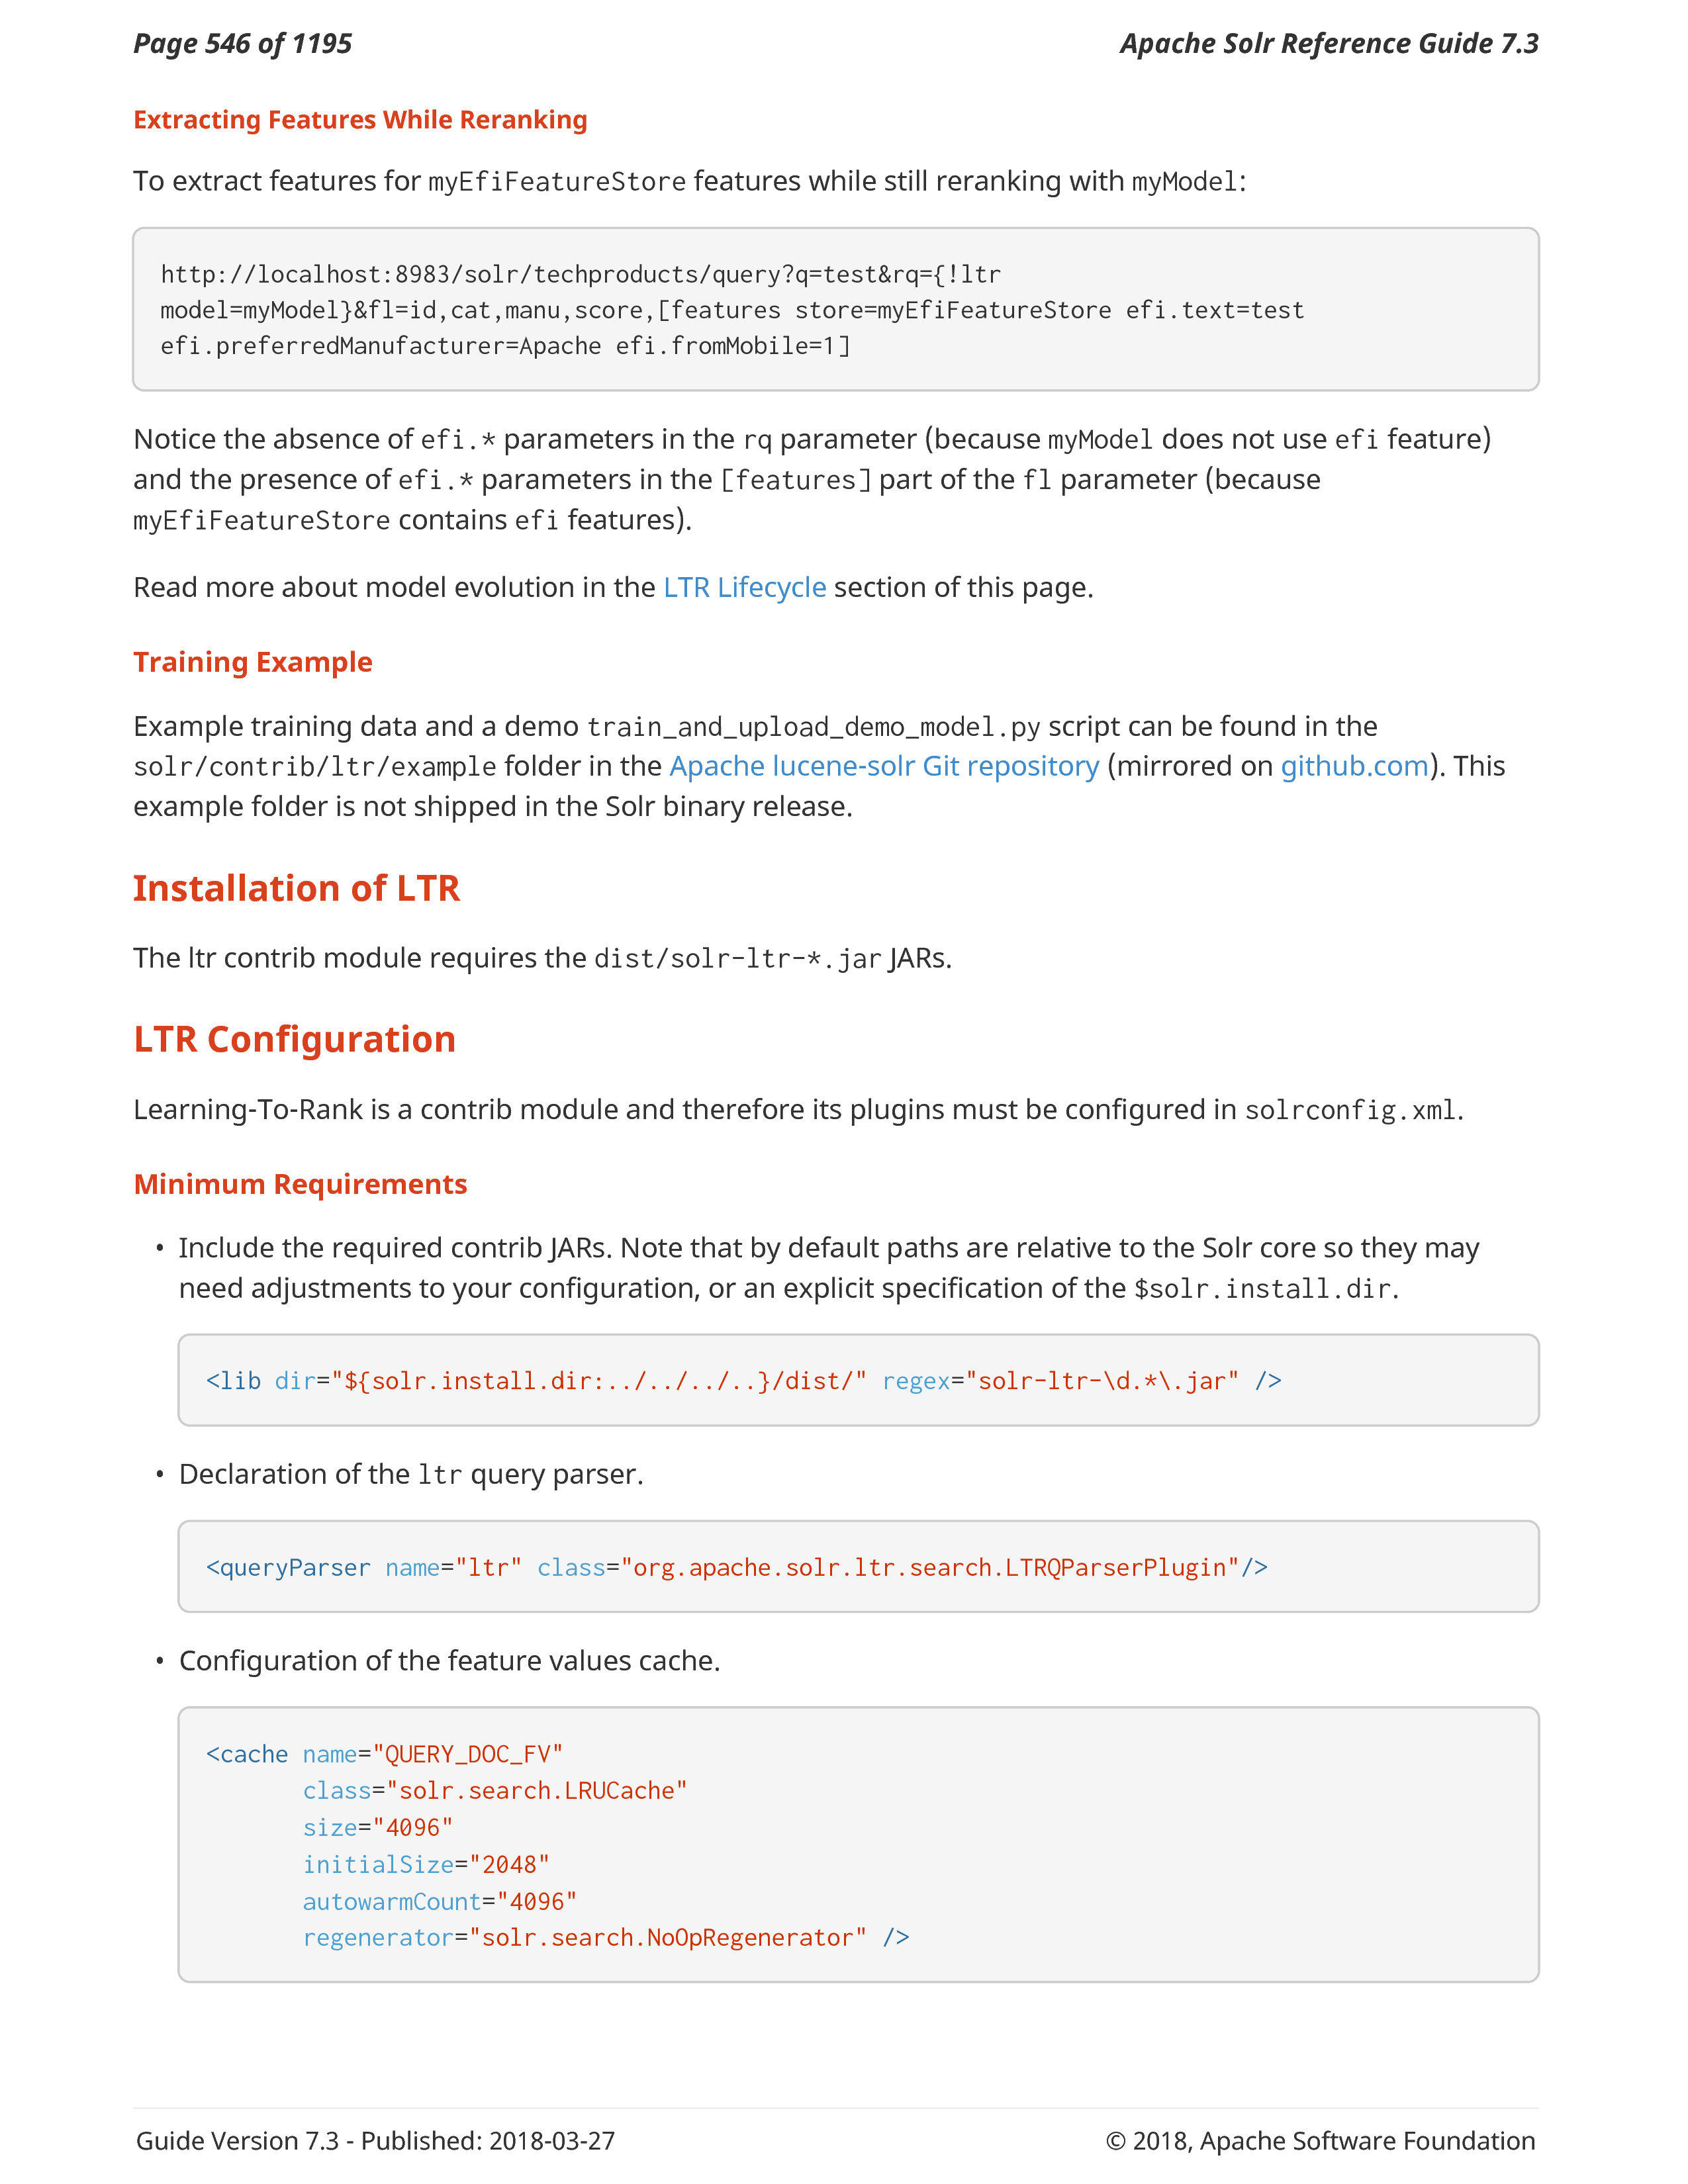 Page 546 of 1195
Apache Solr Reference Guide 7.3
Extracting Features While Reranking
To extract features for myEfiFeatureStore features while still reranking with myModel:
http://localhost:8983/solr/techproducts/query?q=test&rq={!ltr
model=myModel}&fl=id,cat,manu,score,[features store=myEfiFeatureStore efi.text=test
efi.preferredManufacturer=Apache efi.fromMobile=1]
Notice the absence of efi.* parameters in the rq parameter (because myModel does not use efi feature)
and the presence of efi.* parameters in the [features] part of the fl parameter (because
myEfiFeatureStore contains efi features).
Read more about model evolution in the LTR Lifecycle section of this page.
Training Example
Example training data and a demo train_and_upload_demo_model.py script can be found in the
solr/contrib/ltr/example folder in the Apache lucene-solr Git repository (mirrored on github.com). This
example folder is not shipped in the Solr binary release.
Installation of LTR
The ltr contrib module requires the dist/solr-ltr-*.jar JARs.
LTR Configuration
Learning-To-Rank is a contrib module and therefore its plugins must be configured in solrconfig.xml.
Minimum Requirements
• Include the required contrib JARs. Note that by default paths are relative to the Solr core so they may
need adjustments to your configuration, or an explicit specification of the $solr.install.dir.
<lib dir="${solr.install.dir:../../../..}/dist/" regex="solr-ltr-\d.*\.jar" />
• Declaration of the ltr query parser.
<queryParser name="ltr" class="org.apache.solr.ltr.search.LTRQParserPlugin"/>
• Configuration of the feature values cache.
<cache name="QUERY_DOC_FV"
class="solr.search.LRUCache"
size="4096"
initialSize="2048"
autowarmCount="4096"
regenerator="solr.search.NoOpRegenerator" />
Guide Version 7.3 - Published: 2018-03-27
© 2018, Apache Software Foundation